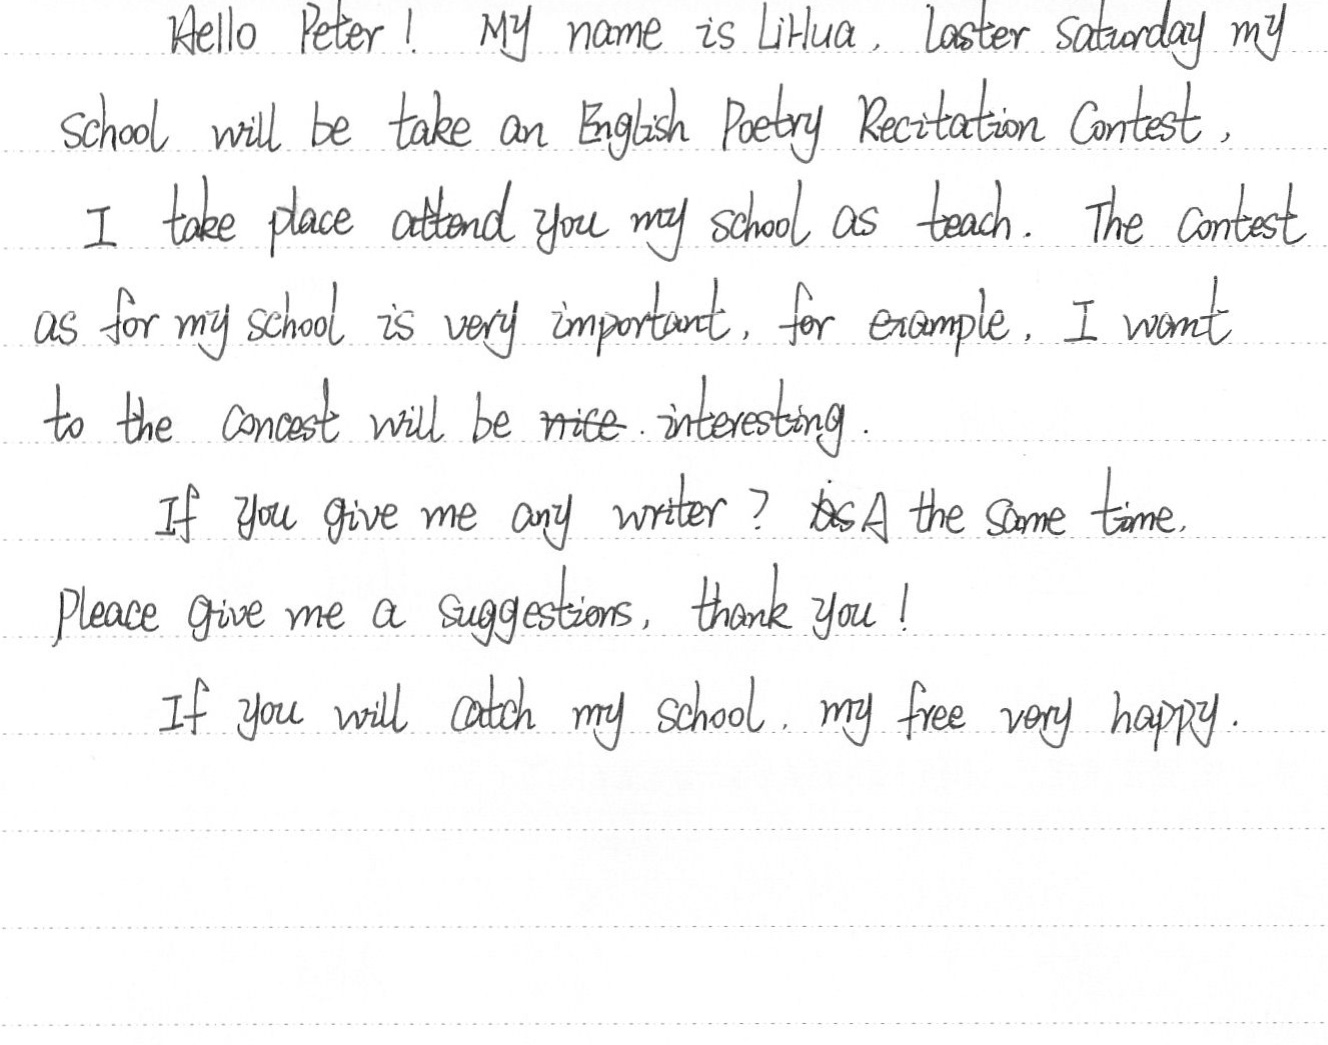 Hello Peter! My name is LiHua, laster Saturday my
school will be take an English Poetry Recitation Contest,
I take place attend you my school as teach. The Contest
as for my school is very important, for example, I want
to the concest will be nice. interesting.
If you give me any writer? is A the same time,
Pleace give me a suggestions, thank you!
If you will catch my school, my free very happy.